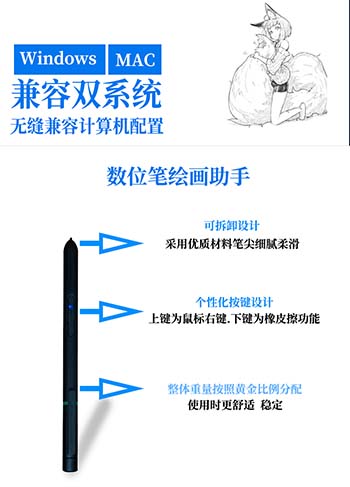 Windows MAC
兼容双系统
无缝兼容计算机配置
数位笔绘画助手
可拆卸设计
采用优质材料笔尖细腻柔滑
个性化按键设计
上键为鼠标右键.下键为橡皮擦功能
整体重量按照黄金比例分配
使用时更舒适 稳定